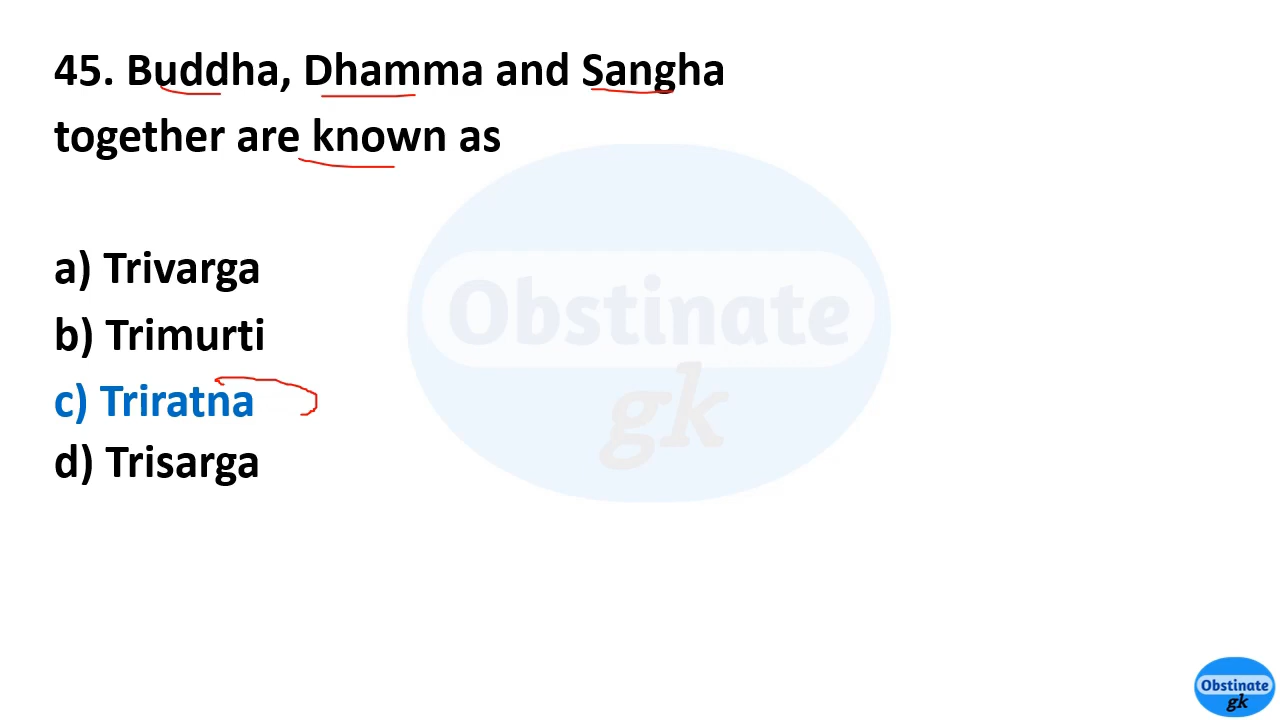 45. Buddha, Dhamma and Sangha
together are known as
a) Trivarga
b) Trimurti
c) Triratna
d) Trisarga
Obstinate
gk
Obstinate
gk